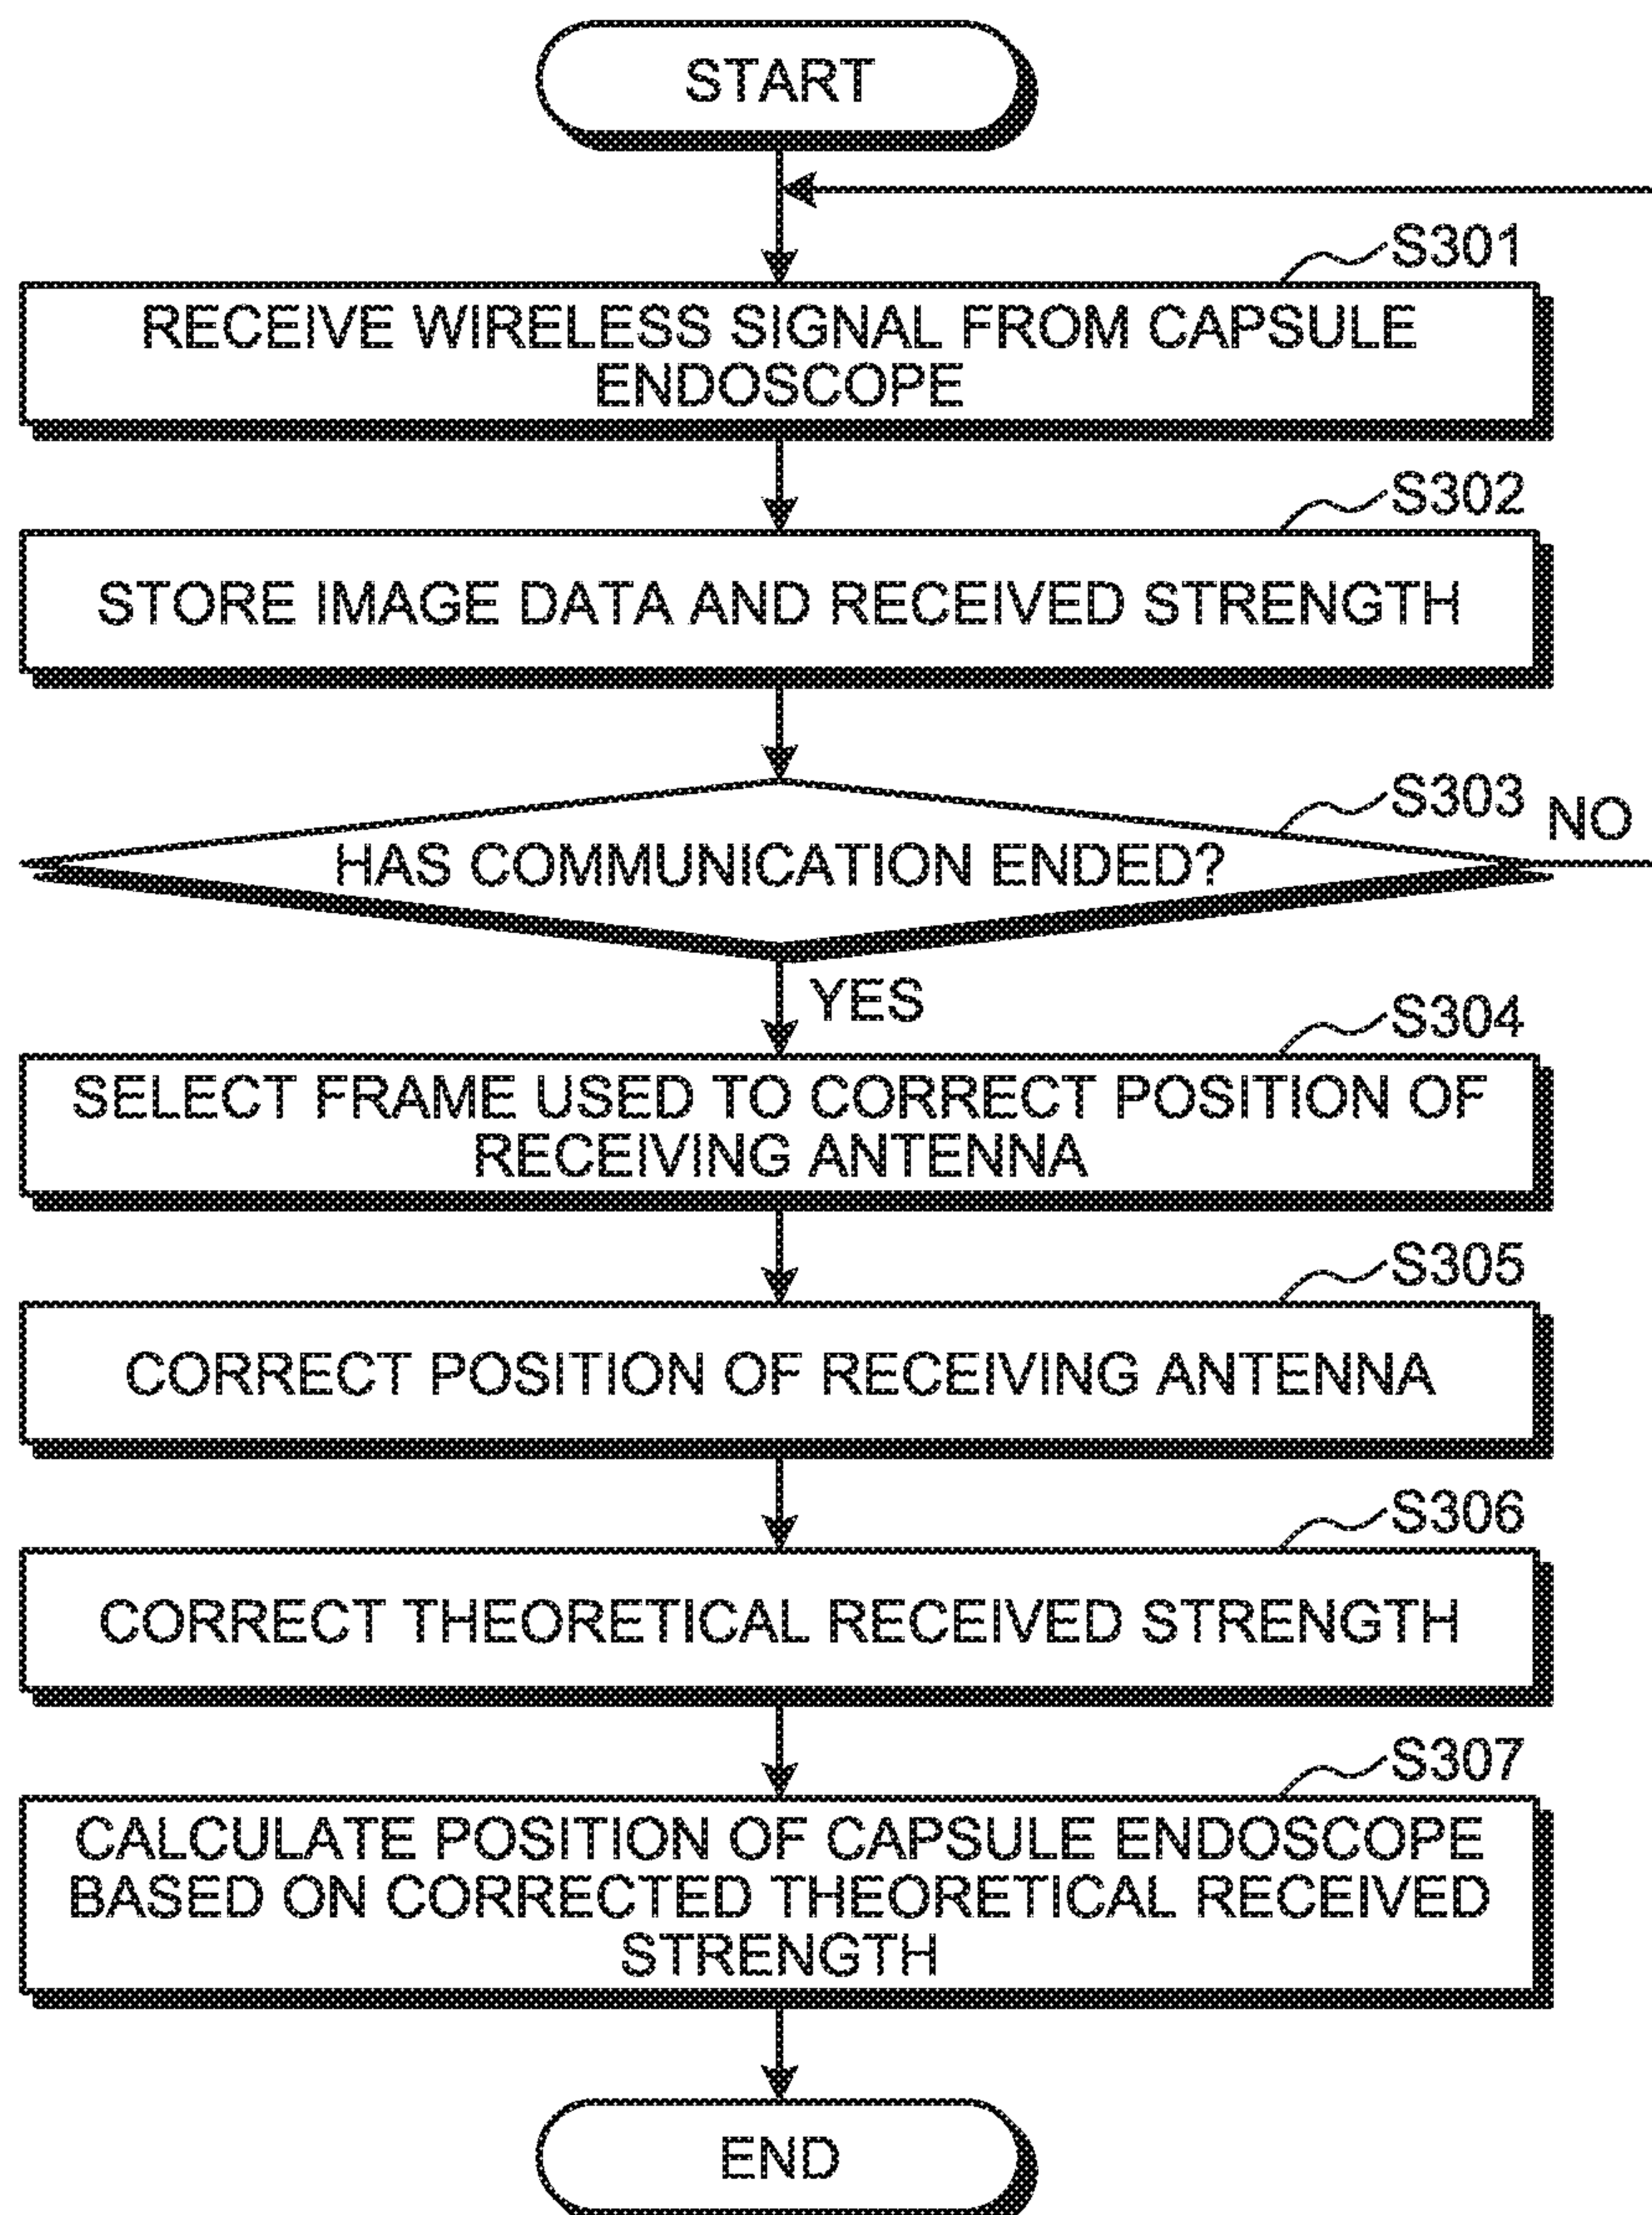 START
S301
RECEIVE WIRELESS SIGNAL FROM CAPSULE
ENDOSCOPE
S302
STORE IMAGE DATA AND RECEIVED STRENGTH
S303
NO
HAS COMMUNICATION ENDED?
YES
S304
SELECT FRAME USED TO CORRECT POSITION OF
RECEIVING ANTENNA
S305
CORRECT POSITION OF RECEIVING ANTENNA
S306
CORRECT THEORETICAL RECEIVED STRENGTH
S307
CALCULATE POSITION OF CAPSULE ENDOSCOPE
BASED ON CORRECTED THEORETICAL RECEIVED
STRENGTH
END